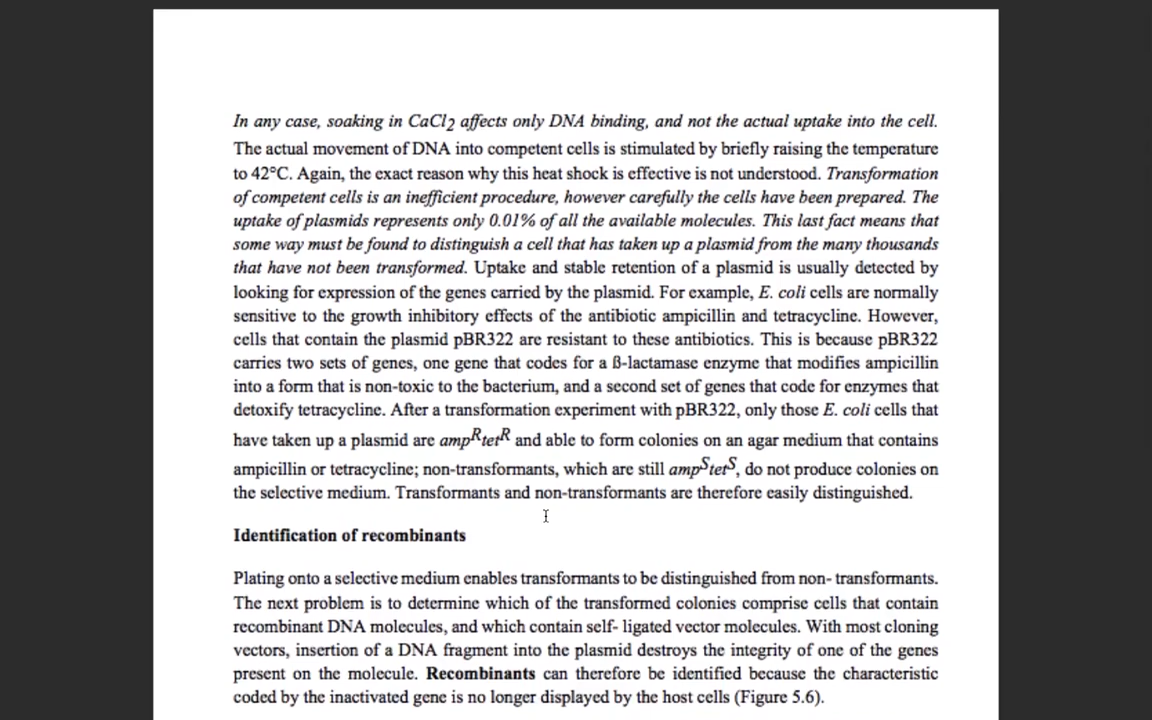 In any case, soaking in CaCl2 affects only DNA binding, and not the actual uptake into the cell.
The actual movement of DNA into competent cells is stimulated by briefly raising the temperature
to 42°C. Again, the exact reason why this heat shock is effective is not understood. Transformation
of competent cells is an inefficient procedure, however carefully the cells have been prepared. The
uptake of plasmids represents only 0.01% of all the available molecules. This last fact means that
some way must be found to distinguish a cell that has taken up a plasmid from the many thousands
that have not been transformed. Uptake and stable retention of a plasmid is usually detected by
looking for expression of the genes carried by the plasmid. For example, E. coli cells are normally
sensitive to the growth inhibitory effects of the antibiotic ampicillin and tetracycline. However,
cells that contain the plasmid pBR322 are resistant to these antibiotics. This is because pBR322
carries two sets of genes, one gene that codes for a ß-lactamase enzyme that modifies ampicillin
into a form that is non-toxic to the bacterium, and a second set of genes that code for enzymes that
detoxify tetracycline. After a transformation experiment with pBR322, only those E. coli cells that
have taken up a plasmid are ampRtetR and able to form colonies on an agar medium that contains
ampicillin or tetracycline; non-transformants, which are still ampStetS, do not produce colonies on
the selective medium. Transformants and non-transformants are therefore easily distinguished.
Identification of recombinants
Plating onto a selective medium enables transformants to be distinguished from non- transformants.
The next problem is to determine which of the transformed colonies comprise cells that contain
recombinant DNA molecules, and which contain self- ligated vector molecules. With most cloning
vectors, insertion of a DNA fragment into the plasmid destroys the integrity of one of the genes
present on the molecule. Recombinants can therefore be identified because the characteristic
coded by the inactivated gene is no longer displayed by the host cells (Figure 5.6).